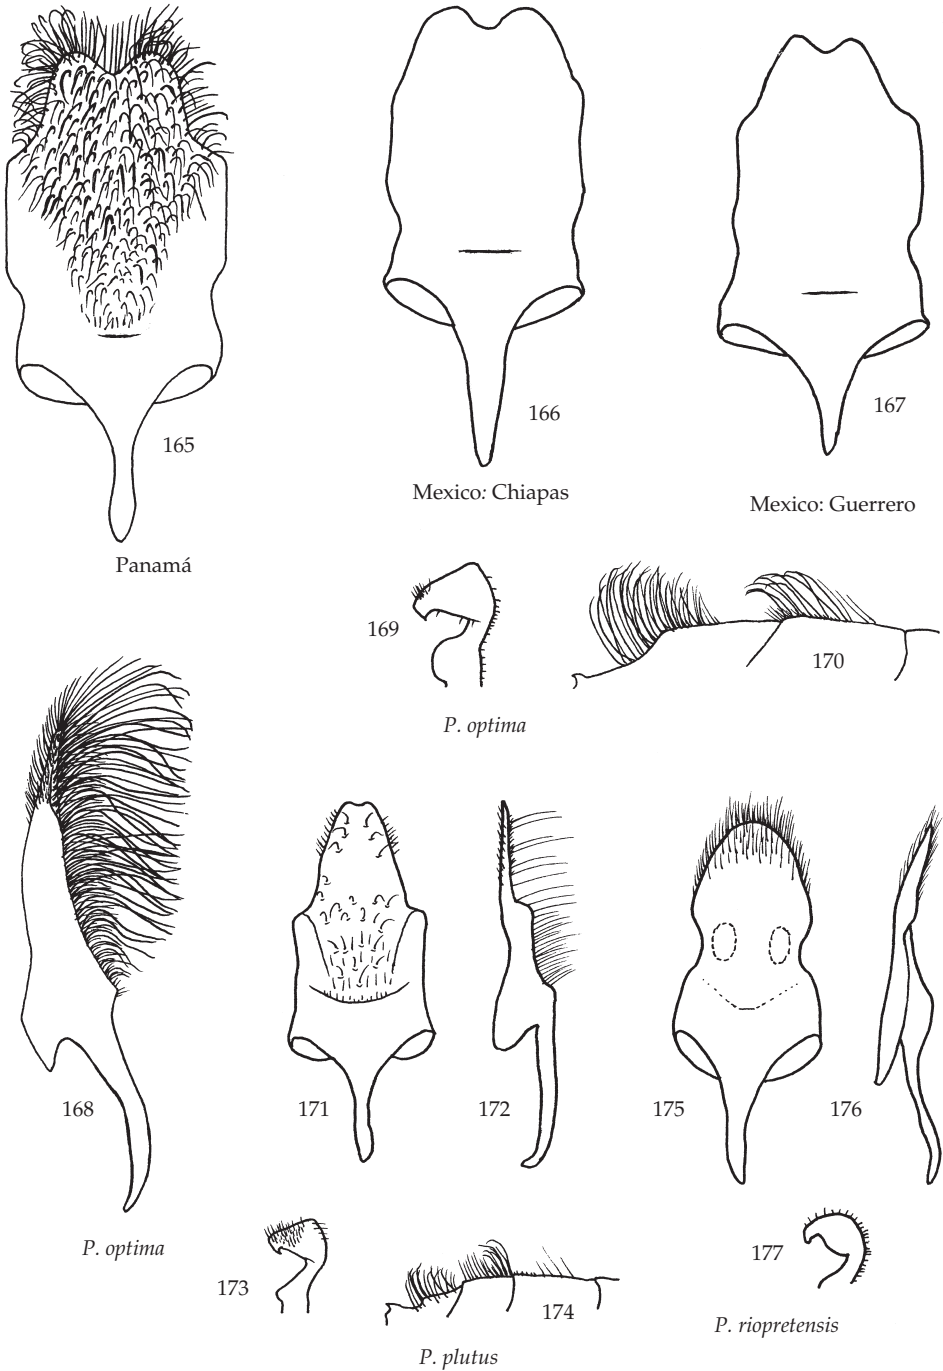 165
166
167
Mexico: Chiapas
Mexico: Guerrero
Panamá
169
170
P. optima
168
171
172
175
176
P. optima
173
174
177
P. riopretensis
P. plutus